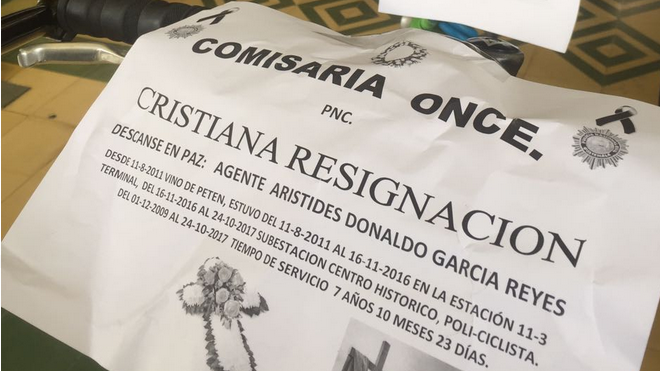 COMISARIA ONCE.
PNC.
CRISTIANA RESIGNACION
DESCANSE EN PAZ: AGENTE ARISTIDES DONALDO GARCIA REYES
DESDE 11-8-2011 VINO DE PETEN, ESTUVO DEL 11-8-2011 AL 16-11-2016 EN LA ESTACIÓN 11-3
TERMINAL, DEL 16-11-2016 AL 24-10-2017 SUBESTACION CENTRO HISTORICO, POLI-CICLISTA.
DEL 01-12-2009 AL 24-10-2017 TIEMPO DE SERVICIO 7 AÑOS 10 MESES 23 DÍAS.